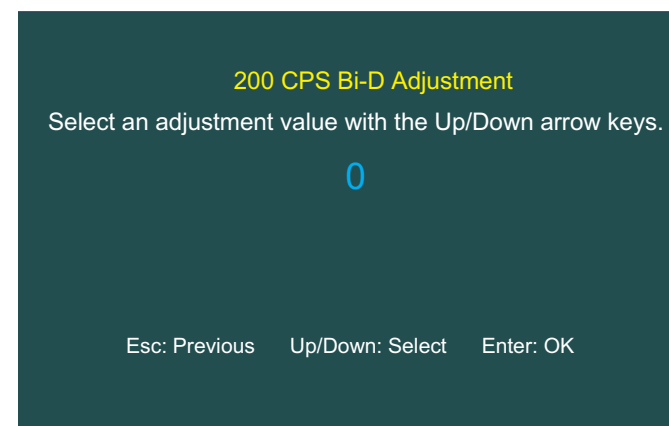 200 CPS Bi-D Adjustment
Select an adjustment value with the Up/Down arrow keys.
0
Esc: Previous Up/Down: Select Enter: OK